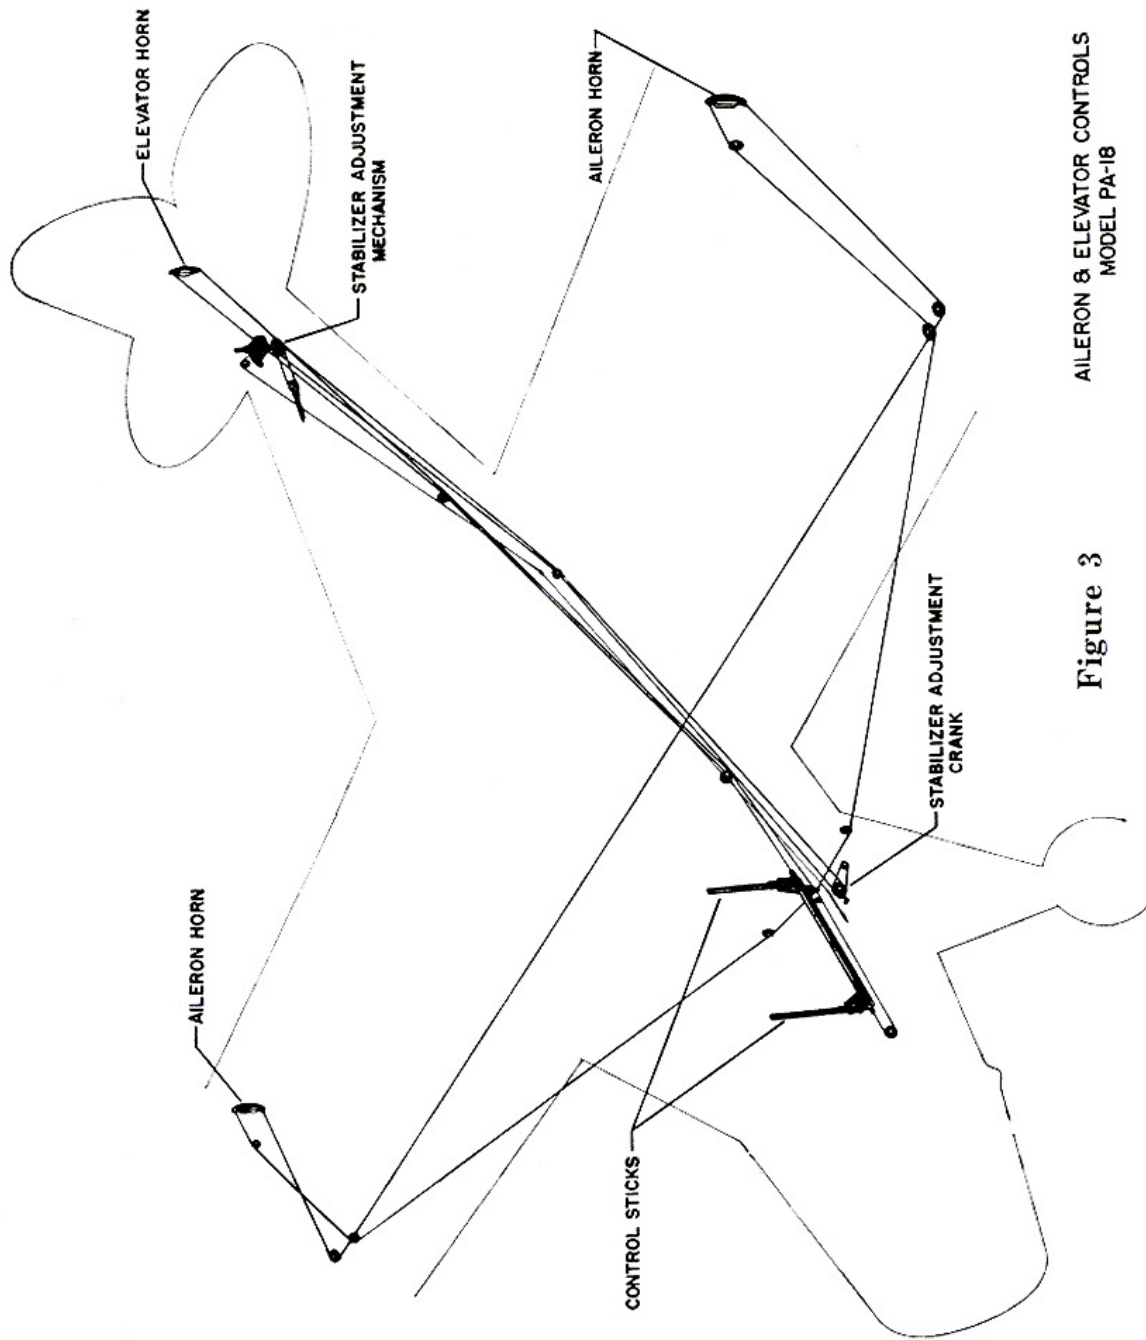 ELEVATOR HORN
STABILIZER ADJUSTMENT
MECHANISM
AILERON HORN
AILERON HORN
CONTROL STICKS
STABILIZER ADJUSTMENT
CRANK
Figure 3
AILERON & ELEVATOR CONTROLS
MODEL PA-18